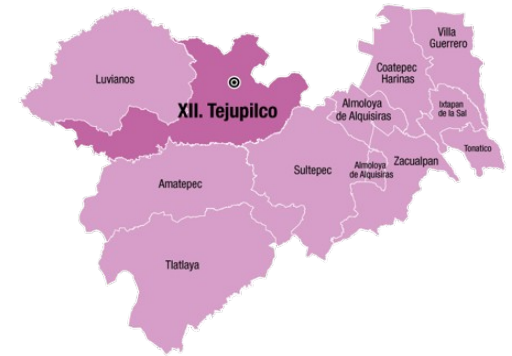 Villa
Guerrero
Luvianos
Coatepec
Harinas
XII. Tejupilco
Almoloya
de Alquisiras
Ixtapan
de la Sal
Tonatico
Sultepec
Almoloya
de Alquisiras
Zacualpan
Amatepec
Tlatlaya